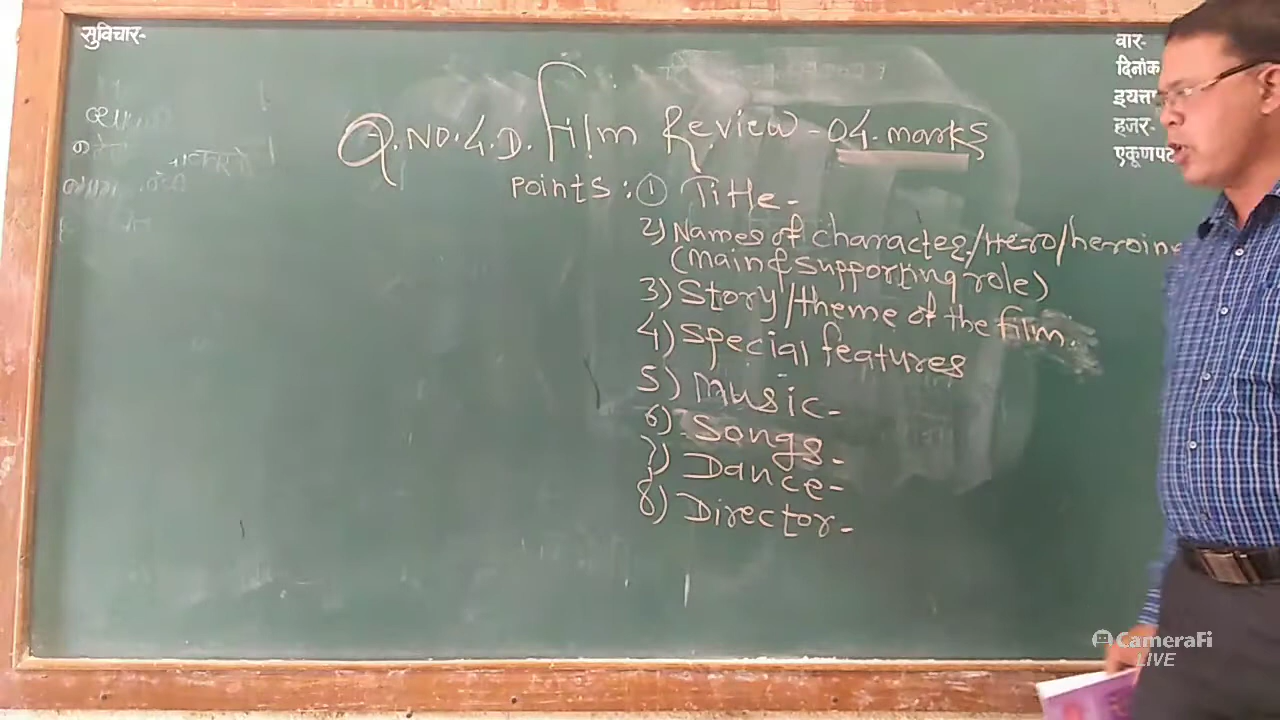 सुविचार-
वार-
दिनांक
इयत्ता
हजर-
एकूणपट
Q.NO.4.D. Film Review - 04. marks
Points : ① Title -
2) Names of character/Hero/heroine
(main & supporting role)
3) Story/theme of the film.
4) Special features
5) Music -
6) Songs -
7) Dance -
8) Director -
CameraFi
LIVE